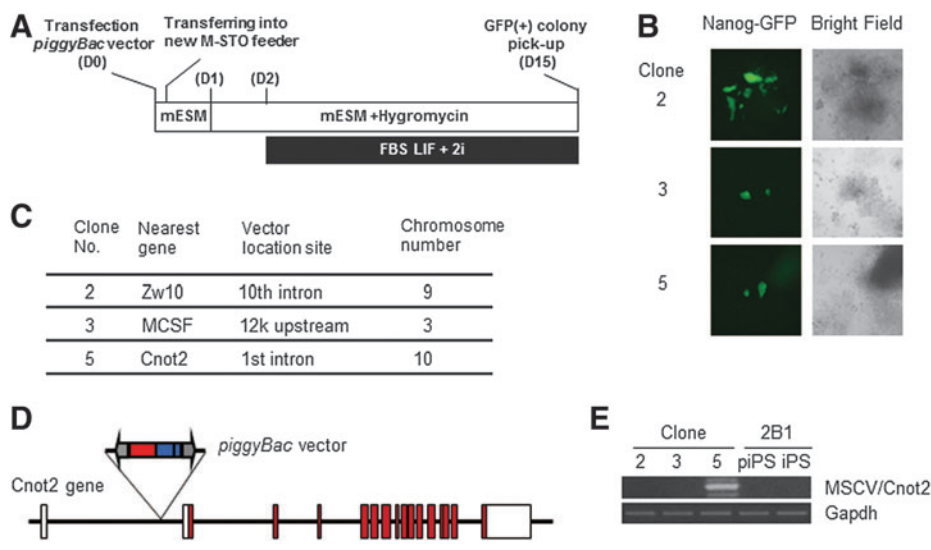 A
Transfection
piggyBac vector
(D0)
Transferring into
new M-STO feeder
(D1)
(D2)
GFP(+) colony
pick-up
(D15)
mESM
mESM +Hygromycin
FBS LIF + 2i
B
Nanog-GFP Bright Field
Clone
2
3
5
C
Clone No. Nearest gene Vector location site Chromosome number
2 Zw10 10th intron 9
3 MCSF 12k upstream 3
5 Cnot2 1st intron 10
D
piggyBac vector
Cnot2 gene
E
Clone 2B1
2 3 5 piPS iPS
MSCV/Cnot2
Gapdh